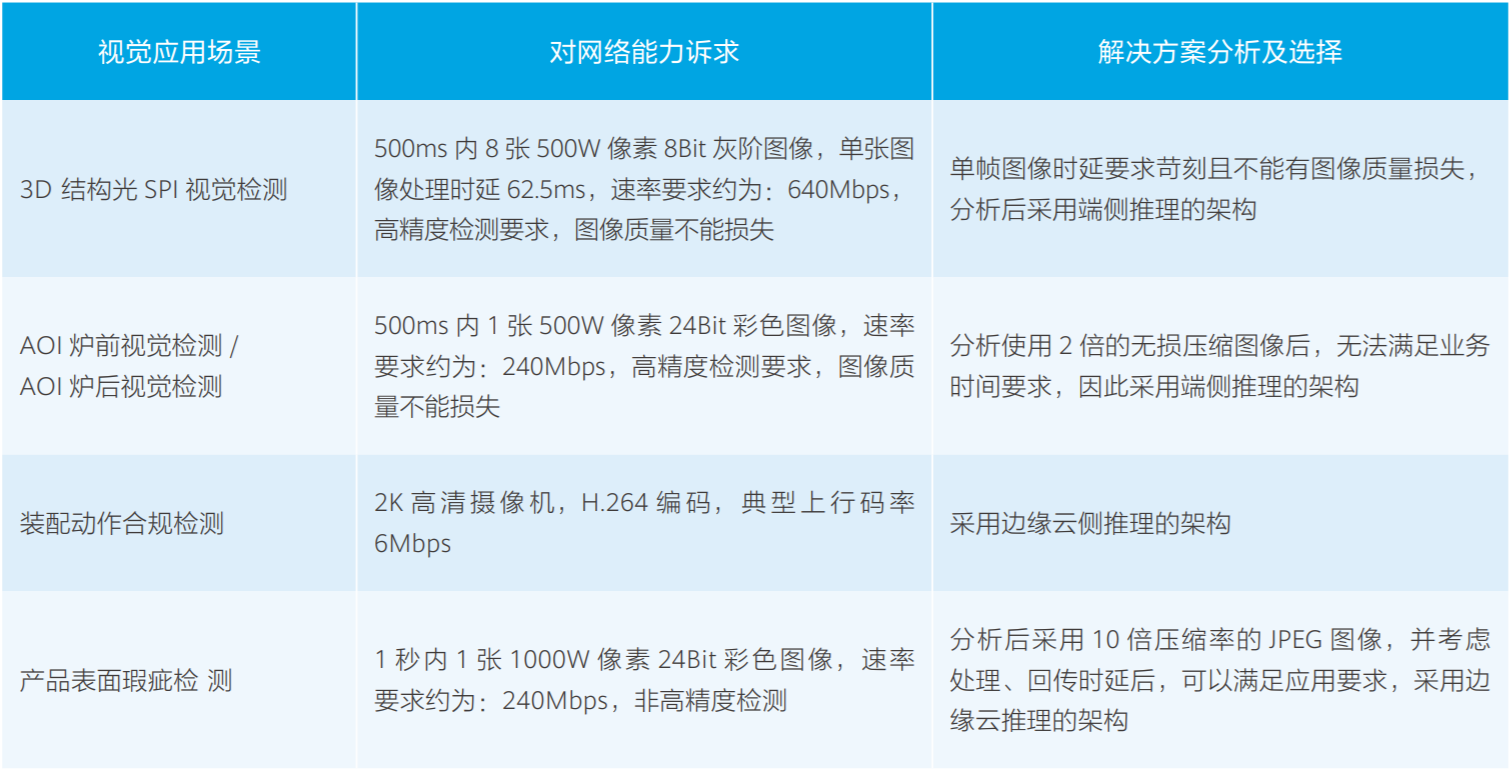 视觉应用场景
对网络能力诉求
解决方案分析及选择
3D 结构光 SPI 视觉检测
500ms 内 8 张 500W 像素 8Bit 灰阶图像，单张图
像处理时延 62.5ms，速率要求约为：640Mbps，
高精度检测要求，图像质量不能损失
单帧图像时延要求苛刻且不能有图像质量损失，
分析后采用端侧推理的架构
AOI 炉前视觉检测 /
AOI 炉后视觉检测
500ms 内 1 张 500W 像素 24Bit 彩色图像，速率
要求约为：240Mbps，高精度检测要求，图像质
量不能损失
分析使用 2 倍的无损压缩图像后，无法满足业务
时间要求，因此采用端侧推理的架构
装配动作合规检测
2K 高清摄像机，H.264 编码，典型上行码率
6Mbps
采用边缘云侧推理的架构
产品表面瑕疵检 测
1 秒内 1 张 1000W 像素 24Bit 彩色图像，速率
要求约为：240Mbps，非高精度检测
分析后采用 10 倍压缩率的 JPEG 图像，并考虑
处理、回传时延后，可以满足应用要求，采用边
缘云推理的架构